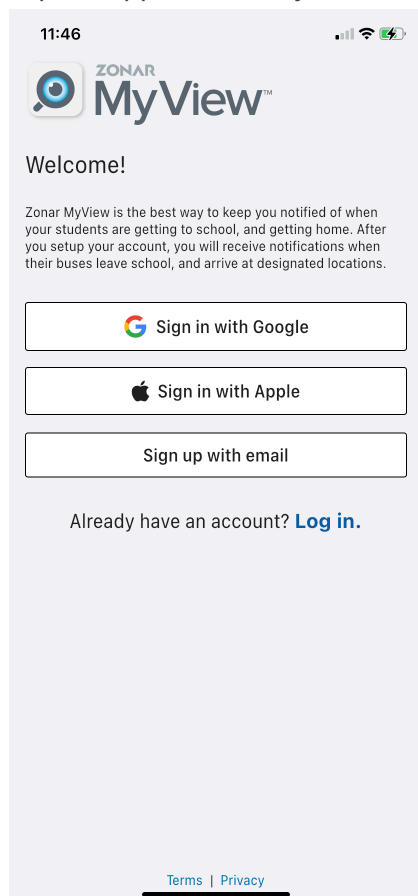 11:46
ZONAR
MyView™
Welcome!
Zonar MyView is the best way to keep you notified of when
your students are getting to school, and getting home. After
you setup your account, you will receive notifications when
their buses leave school, and arrive at designated locations.
Sign in with Google
Sign in with Apple
Sign up with email
Already have an account? Log in.
Terms | Privacy